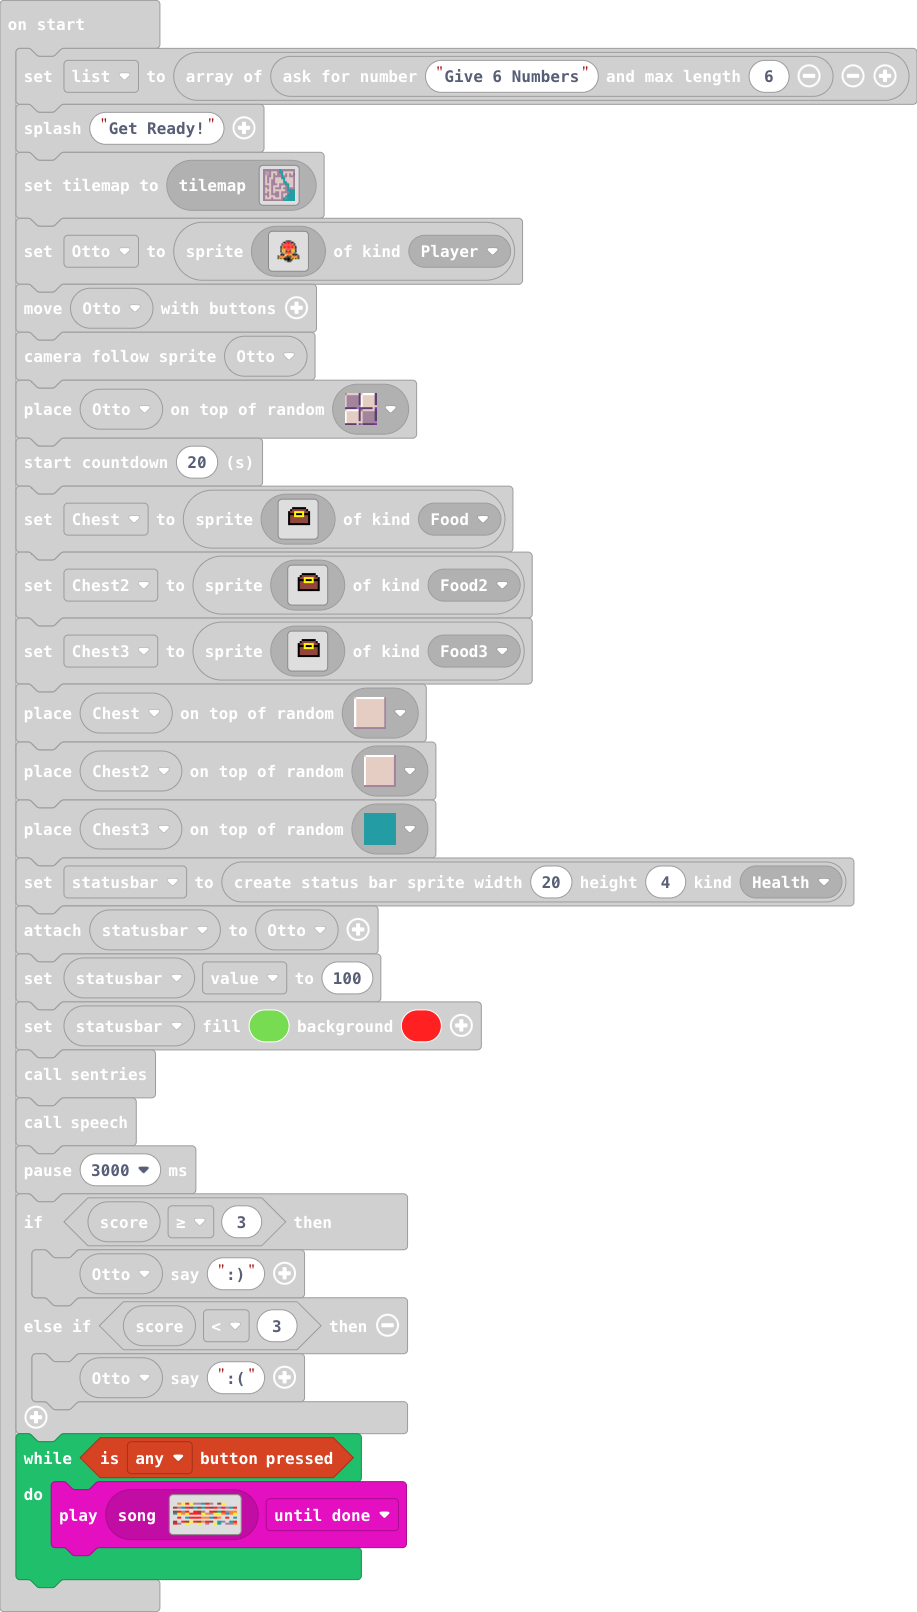 on start
set list to array of ask for number "Give 6 Numbers" and max length 6
splash "Get Ready!"
set tilemap to tilemap
set Otto to sprite of kind Player
move Otto with buttons
camera follow sprite Otto
place Otto on top of random
start countdown 20 (s)
set Chest to sprite of kind Food
set Chest2 to sprite of kind Food2
set Chest3 to sprite of kind Food3
place Chest on top of random
place Chest2 on top of random
place Chest3 on top of random
set statusbar to create status bar sprite width 20 height 4 kind Health
attach statusbar to Otto
set statusbar value to 100
set statusbar fill background
call sentries
call speech
pause 3000 ms
if score ≥ 3 then
Otto say ":)"
else if score < 3 then
Otto say ":("
while is any button pressed
do
play song until done